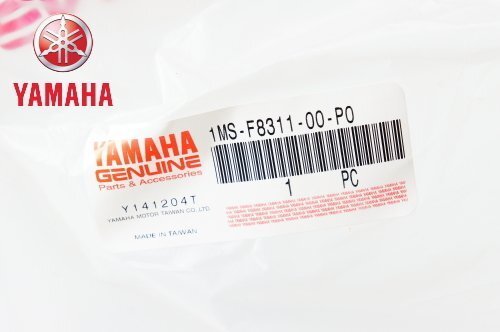 YAMAHA
1MS-F8311-00-P0
YAMAHA
GENUINE
Parts & Accessories
1 PC
Y141204T
YAMAHA MOTOR TAIWAN CO.,LTD.
MADE IN TAIWAN